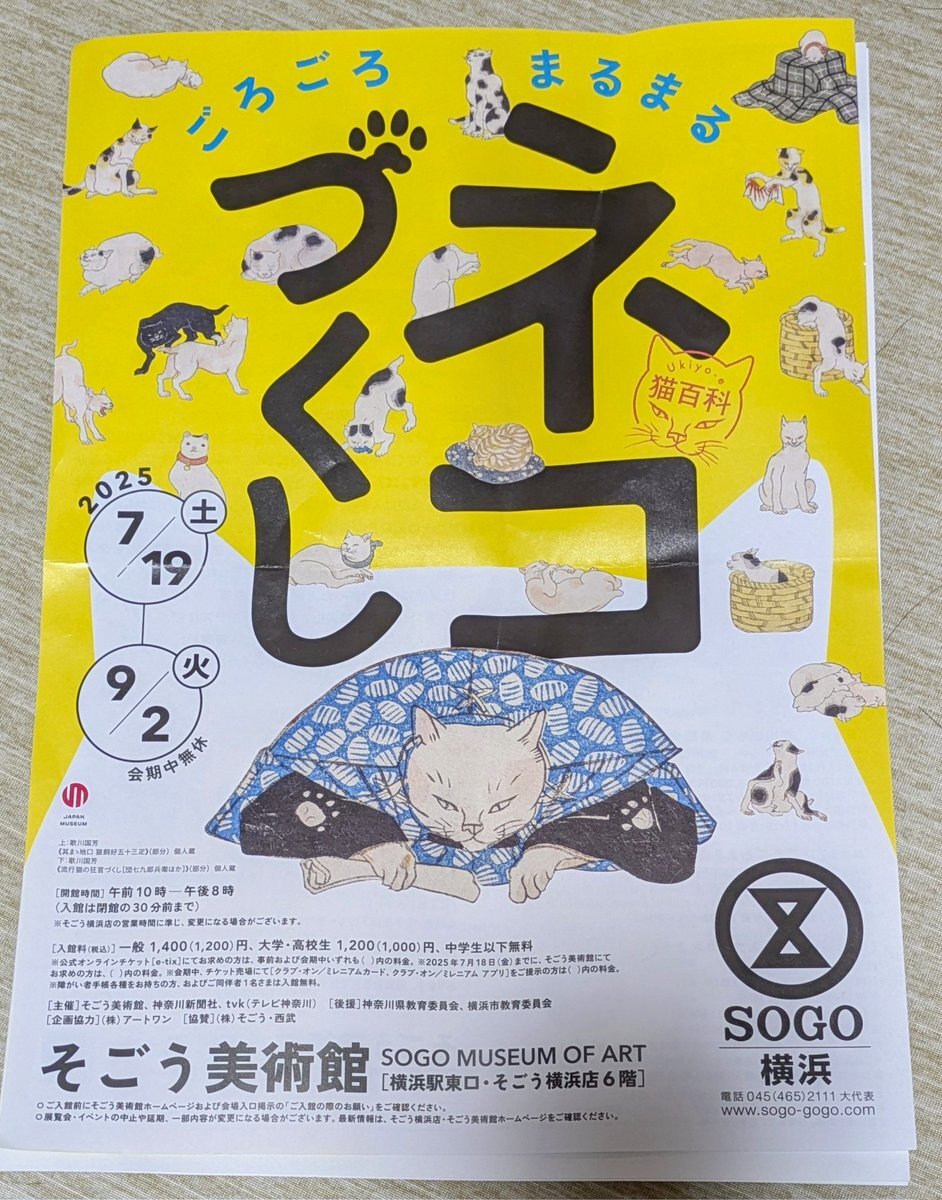 ごろごろ まるまる
ネコ
づくし
Ukiyo.e
猫百科
2025
7/19 土
9/2 火
会期中無休
JAPAN
MUSEUM
上:歌川国芳
《其まゝ地口 猫飼好五十三疋》(部分) 個人蔵
下:歌川国芳
《流行猫の狂言づくし[団七九郎兵衛ほか]》(部分) 個人蔵
[開館時間] 午前10時―午後8時
(入館は閉館の30分前まで)
※そごう横浜店の営業時間に準じ、変更になる場合がございます。
[入館料(税込)] 一般 1,400(1,200)円、大学・高校生 1,200(1,000)円、中学生以下無料
※公式オンラインチケット[e-tix]にてお求めの方は、事前および会期中いずれも( )内の料金。※2025年7月18日(金)までに、そごう美術館にて
お求めの方は、( )内の料金。※会期中、チケット売場にて[クラブ・オン/ミレニアムカード、クラブ・オン/ミレニアム アプリ]をご提示の方は( )内の料金。
※障がい者手帳各種をお持ちの方、およびご同伴者1名さまは入館無料。
[主催]そごう美術館、神奈川新聞社、tvk(テレビ神奈川) [後援]神奈川県教育委員会、横浜市教育委員会
[企画協力](株)アートワン [協賛](株)そごう・西武
そごう美術館 SOGO MUSEUM OF ART
[横浜駅東口・そごう横浜店6階]
○ご入館前にそごう美術館ホームページおよび会場入口掲示の「ご入館の際のお願い」をご確認ください。
○展覧会・イベントの中止や延期、一部内容が変更になる場合がございます。最新情報は、そごう横浜店・そごう美術館ホームページをご確認ください。
SOGO
横浜
電話 045(465)2111 大代表
www.sogo-gogo.com